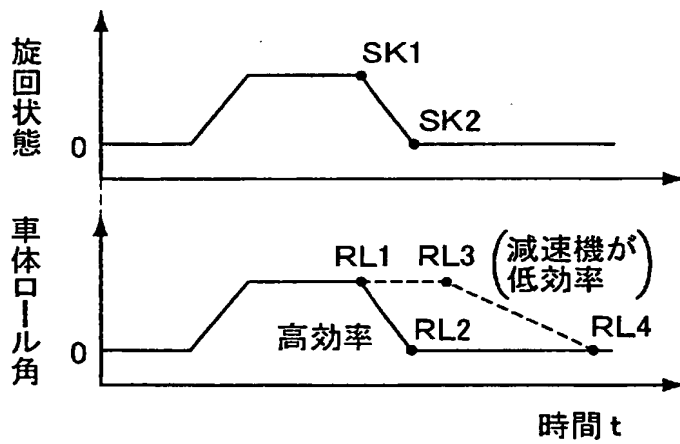 旋回状態
0
SK1
SK2
車体ロール角
0
RL1
RL3
(減速機が
低効率)
高効率
RL2
RL4
時間 t